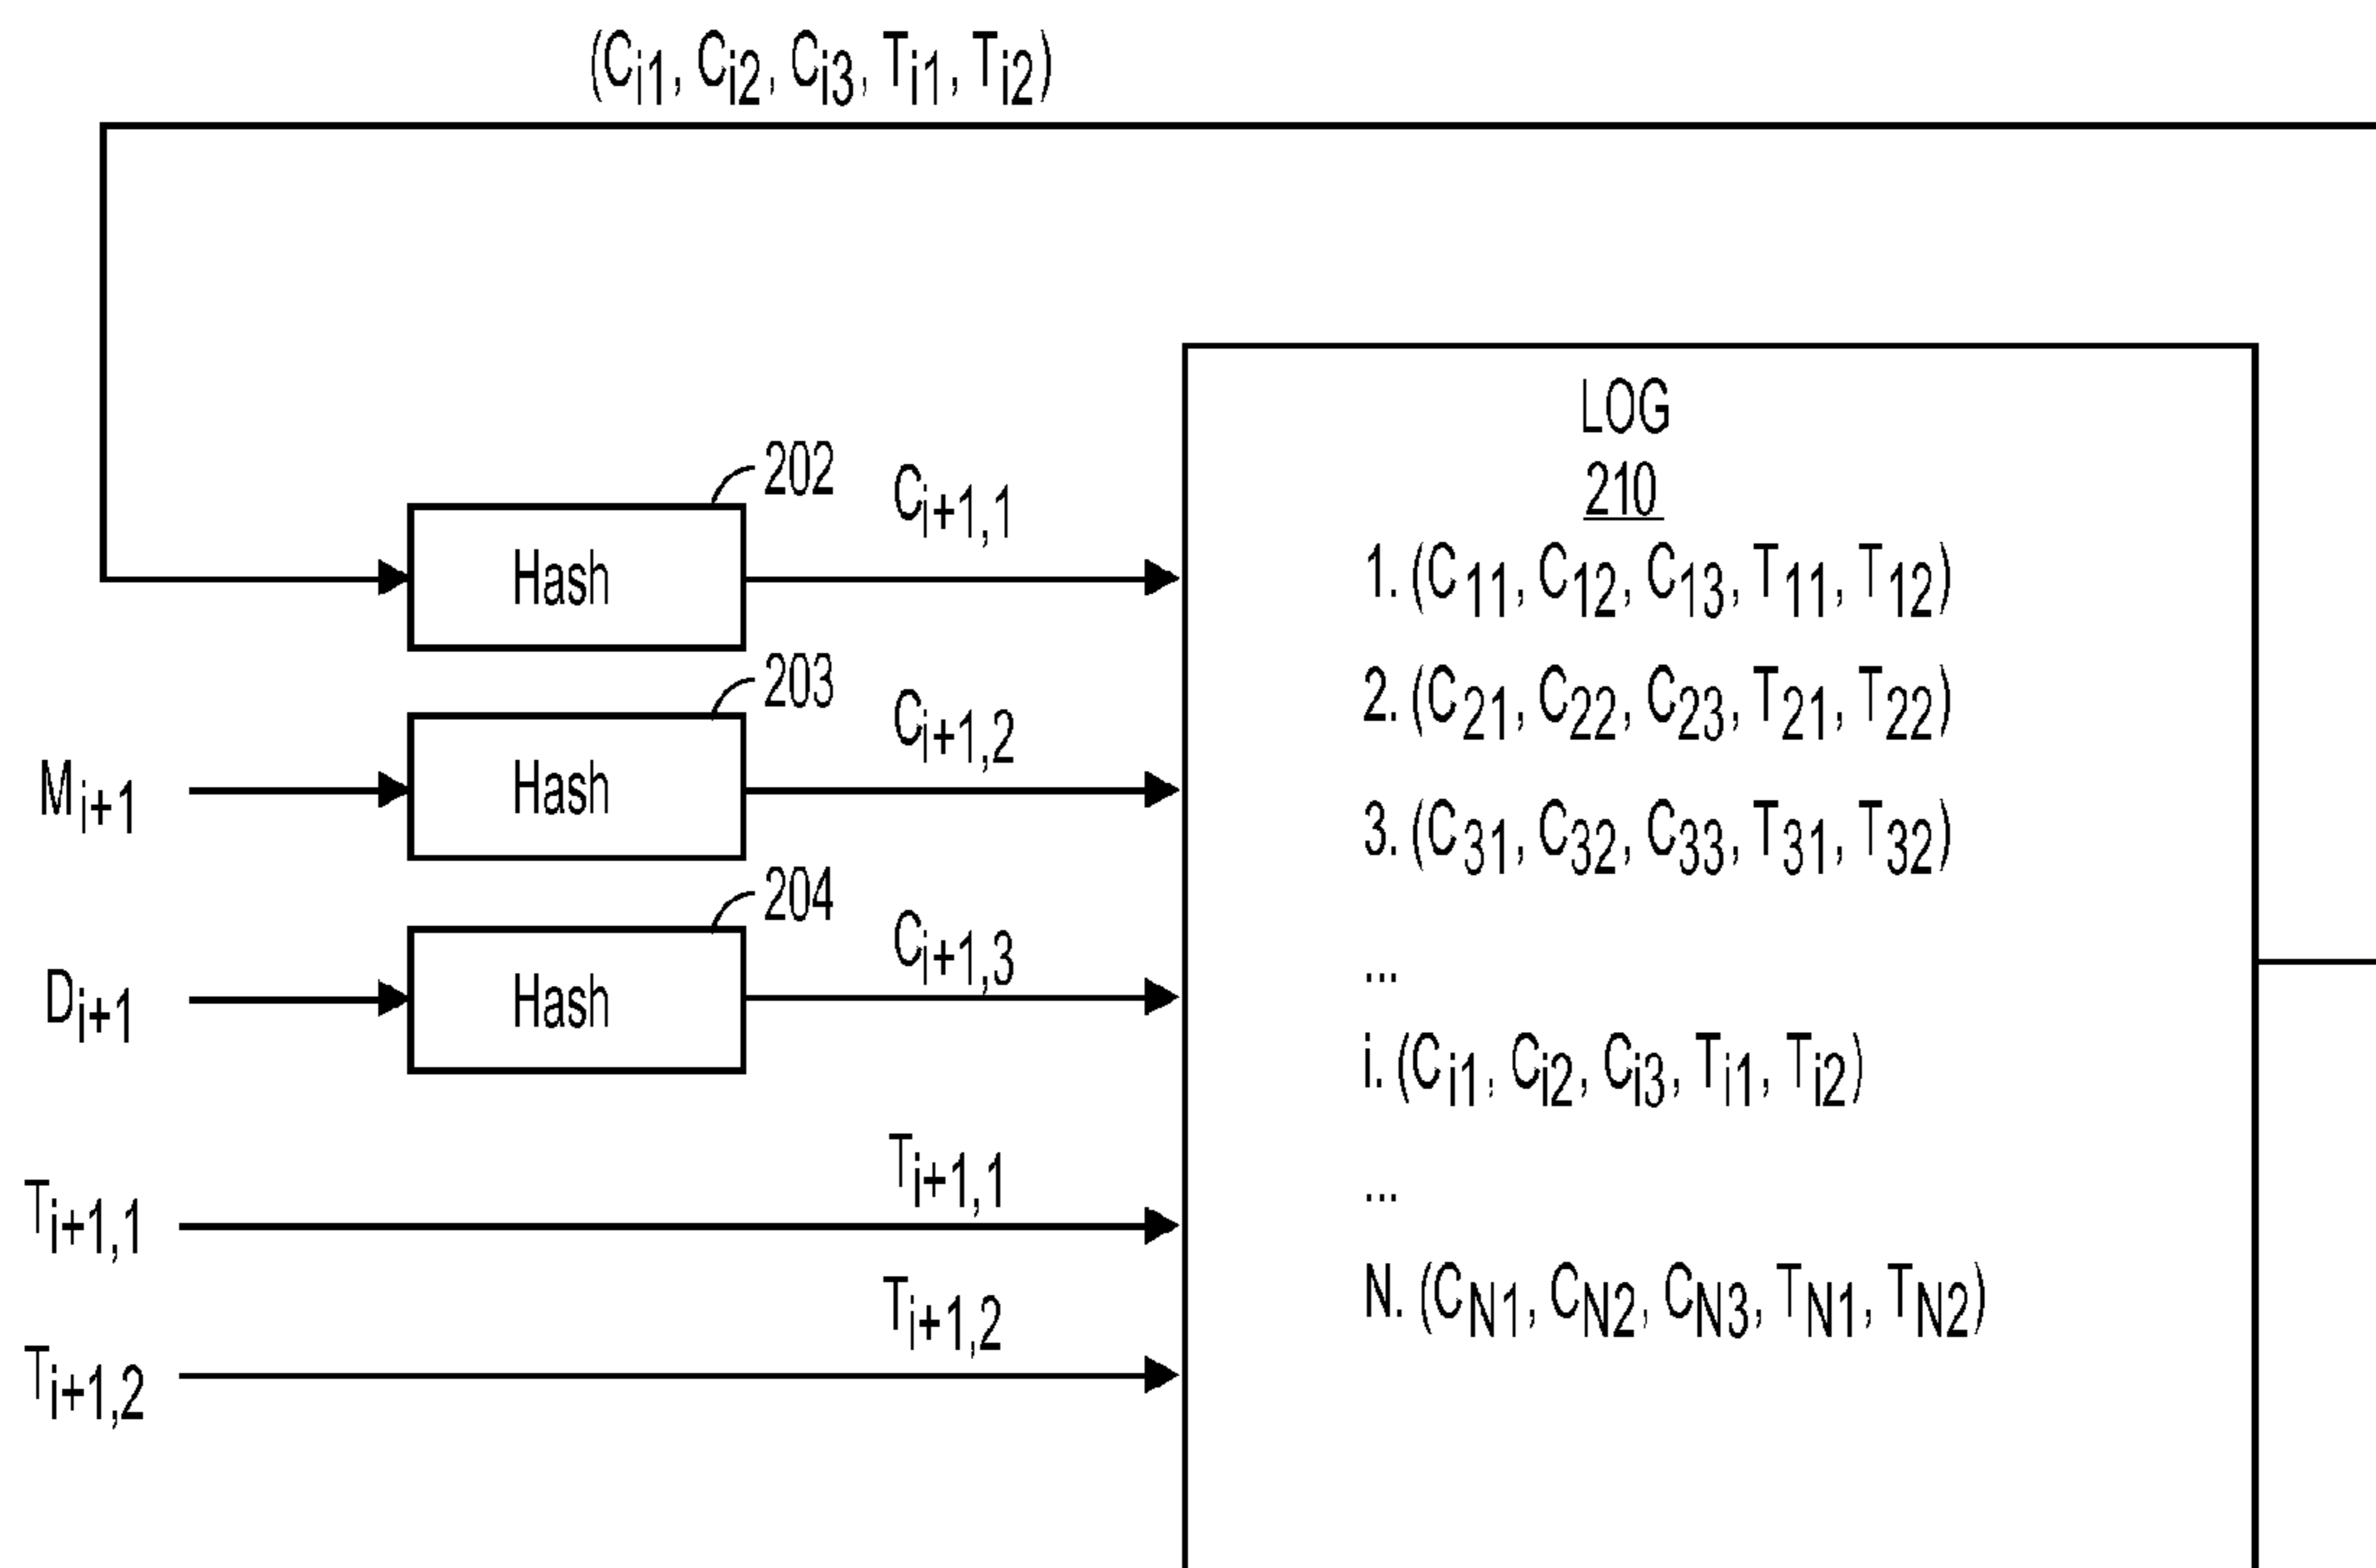 (Ci1, Ci2, Ci3, Ti1, Ti2)
202
Hash
Ci+1,1
203
Mi+1
Hash
Ci+1,2
204
Di+1
Hash
Ci+1,3
Ti+1,1
Ti+1,1
Ti+1,2
Ti+1,2
LOG
210
1. (C11, C12, C13, T11, T12)
2. (C21, C22, C23, T21, T22)
3. (C31, C32, C33, T31, T32)
...
i. (Ci1, Ci2, Ci3, Ti1, Ti2)
...
N. (CN1, CN2, CN3, TN1, TN2)